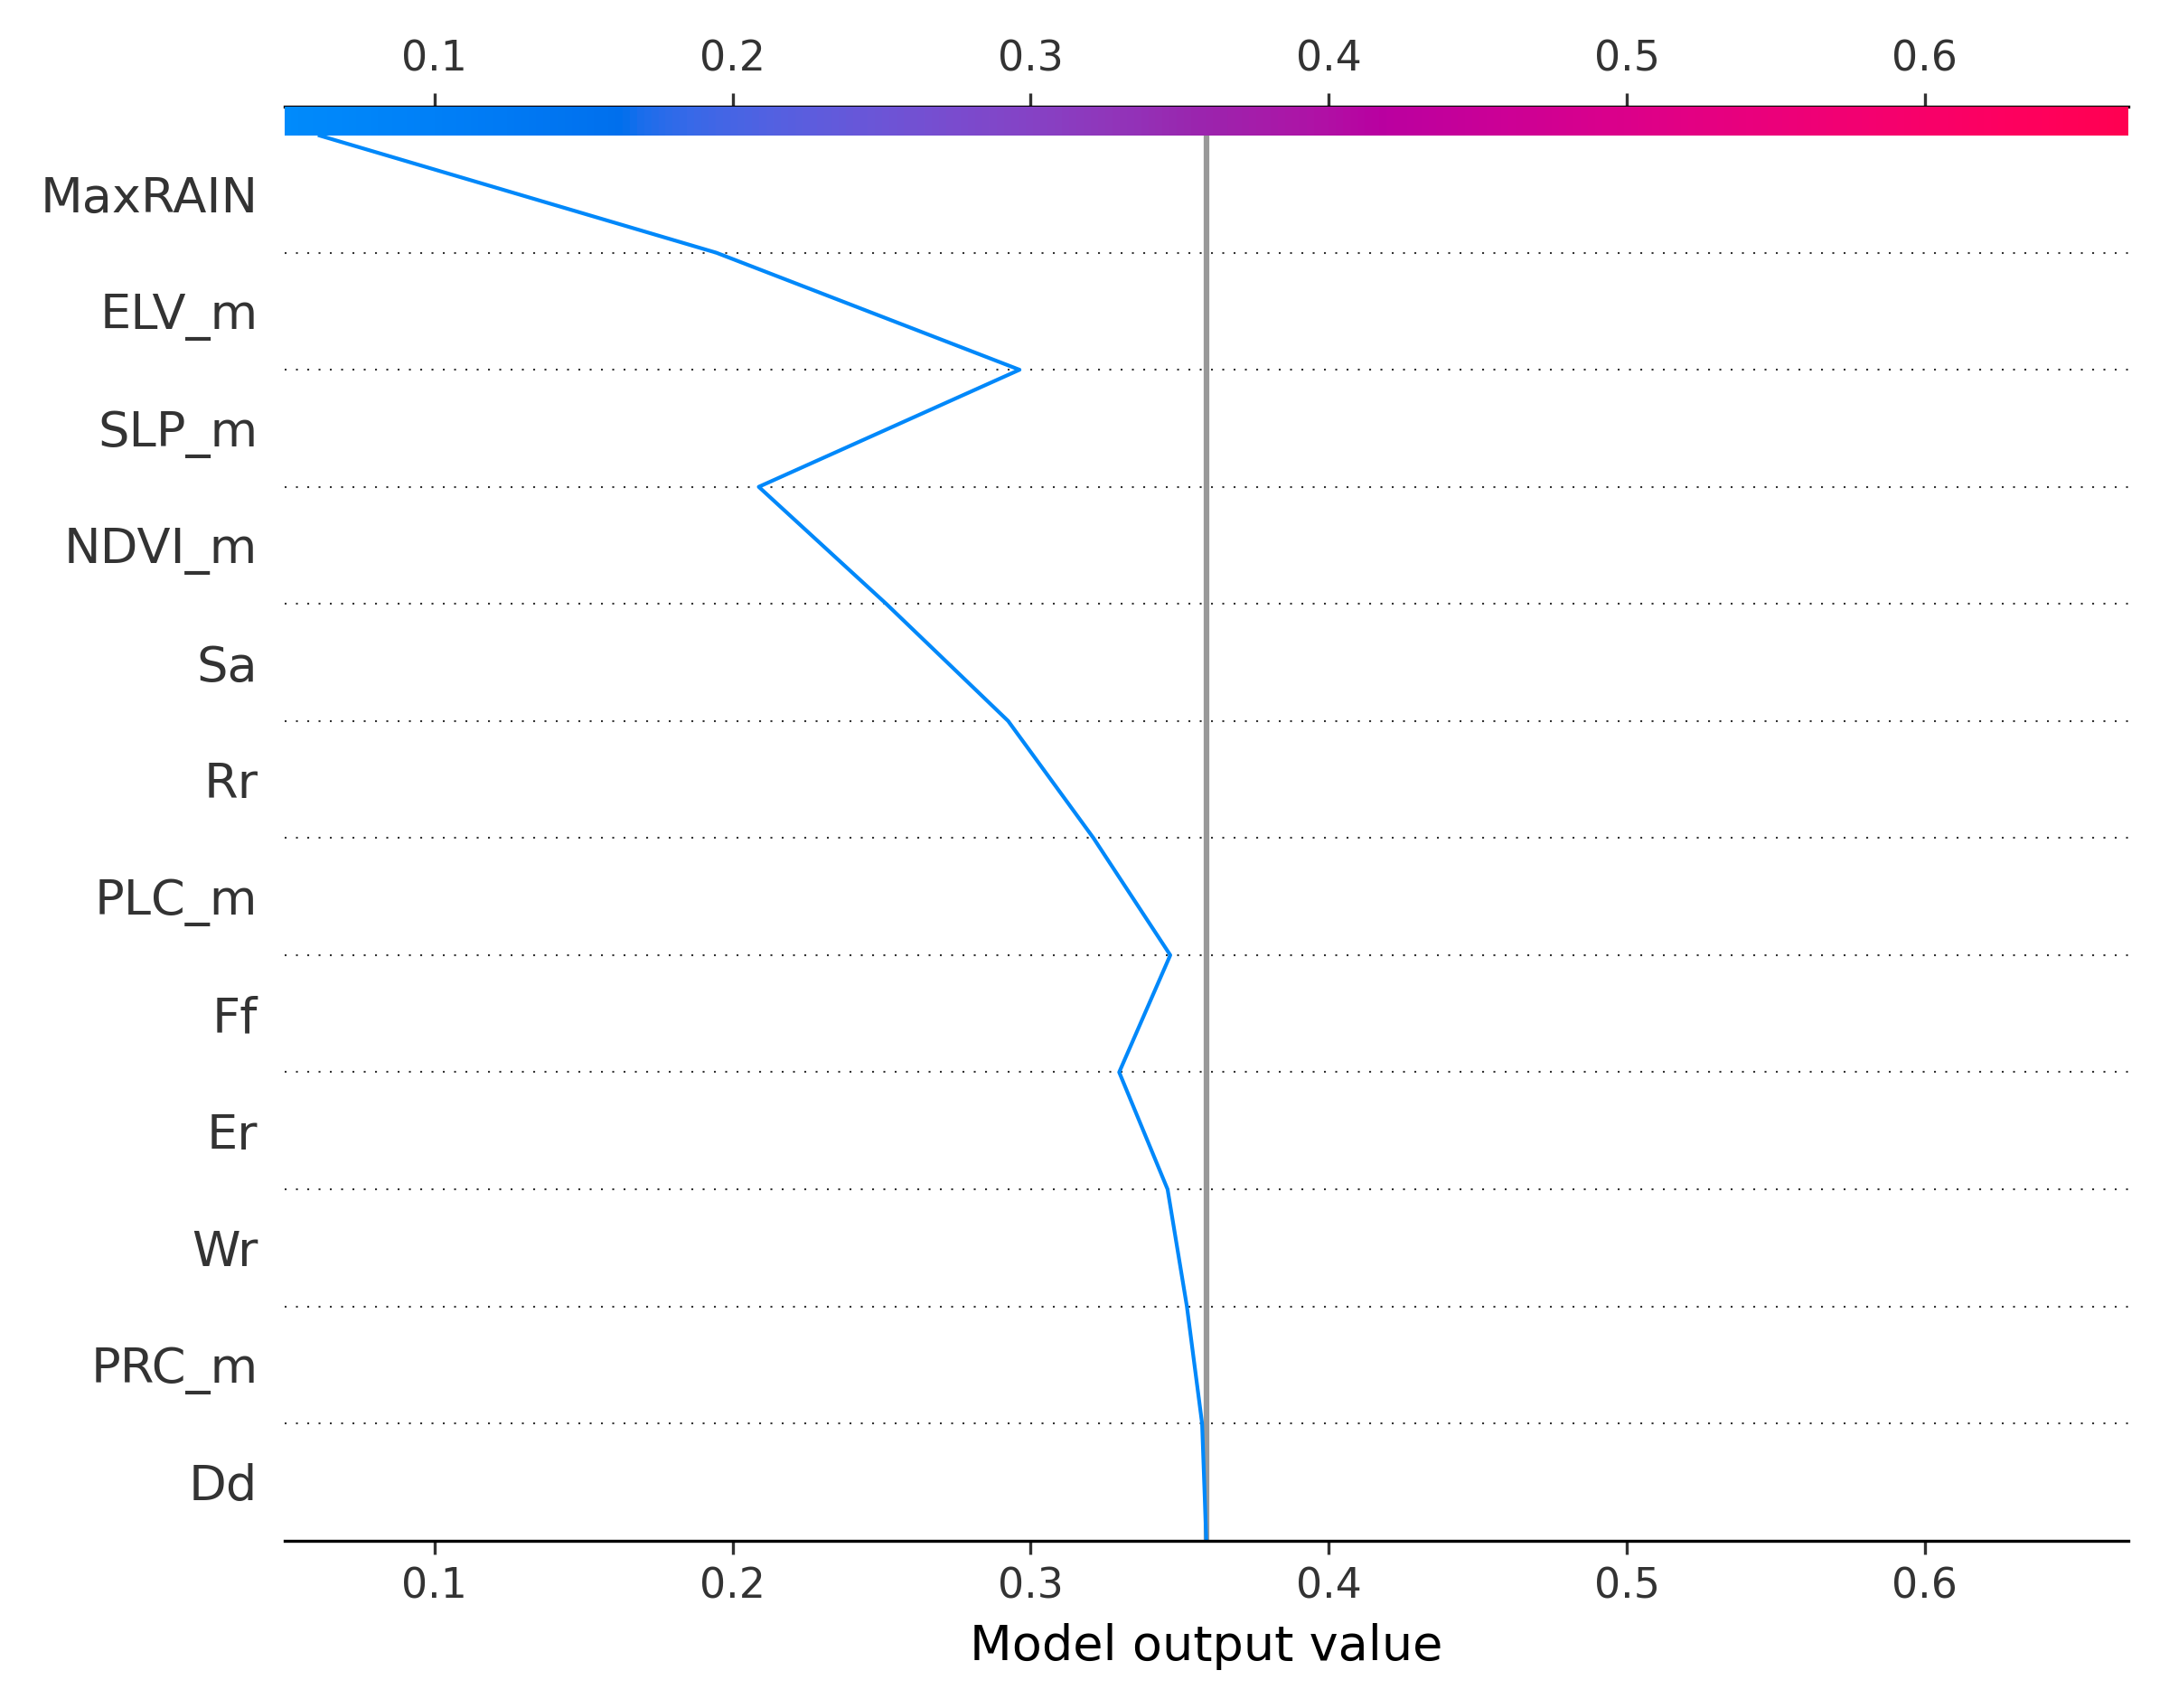 0.1 0.2 0.3 0.4 0.5 0.6
MaxRAIN
ELV_m
SLP_m
NDVI_m
Sa
Rr
PLC_m
Ff
Er
Wr
PRC_m
Dd
0.1 0.2 0.3 0.4 0.5 0.6
Model output value